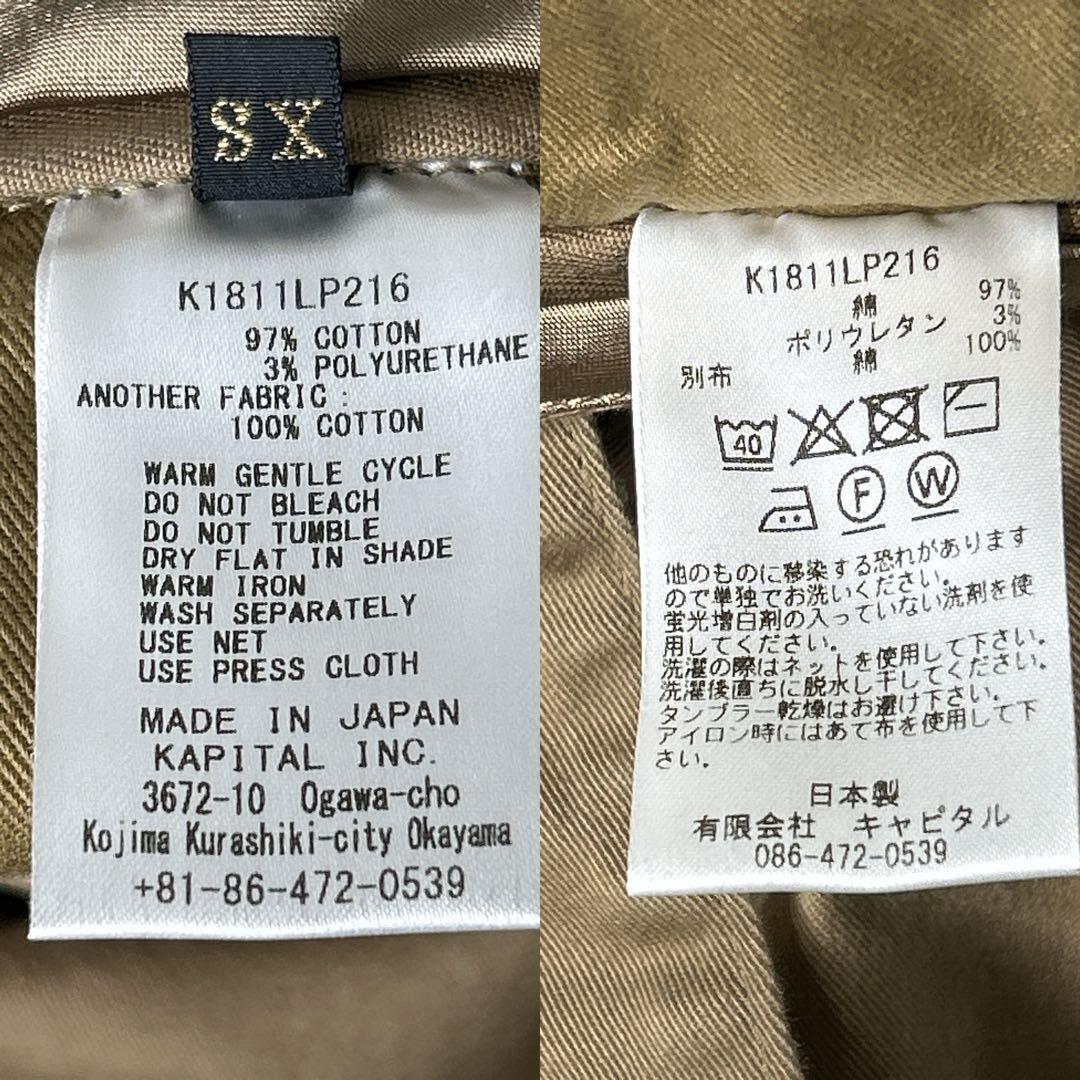 XS
K1811LP216
97% COTTON
3% POLYURETHANE
ANOTHER FABRIC :
100% COTTON
WARM GENTLE CYCLE
DO NOT BLEACH
DO NOT TUMBLE
DRY FLAT IN SHADE
WARM IRON
WASH SEPARATELY
USE NET
USE PRESS CLOTH
MADE IN JAPAN
KAPITAL INC.
3672-10 Ogawa-cho
Kojima Kurashiki-city Okayama
+81-86-472-0539
K1811LP216
綿 97%
ポリウレタン 3%
別布 綿 100%
40
F W
他のものに移染する恐れがあります
ので単独でお洗いください。
蛍光増白剤の入っていない洗剤を使
用してください。
洗濯の際はネットを使用して下さい。
洗濯後直ちに脱水し干してください。
タンブラー乾燥はお避け下さい。
アイロン時にはあて布を使用して下
さい。
日本製
有限会社 キャピタル
086-472-0539